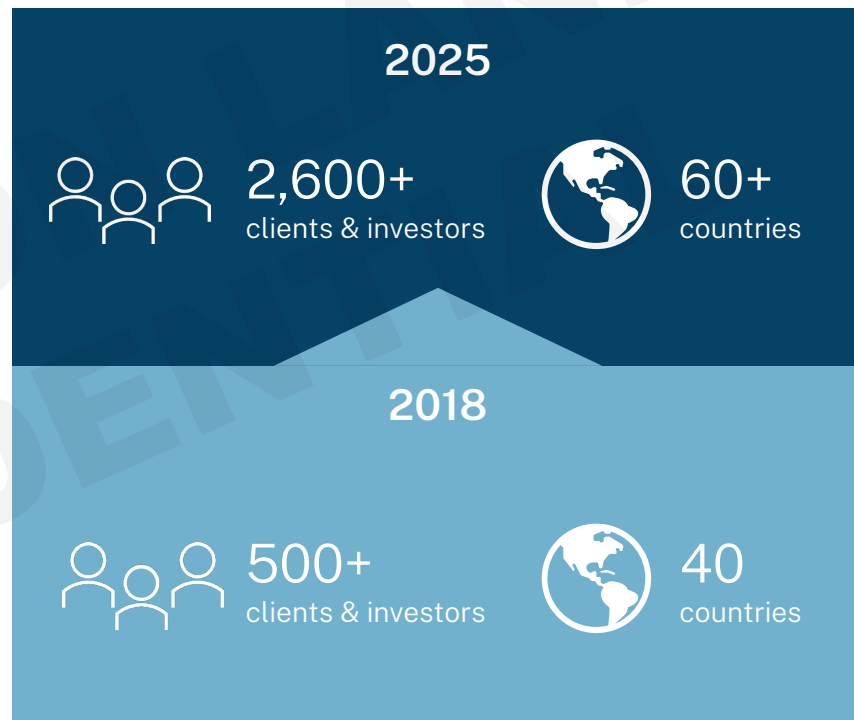 2025
2,600+
clients & investors
60+
countries
2018
500+
clients & investors
40
countries